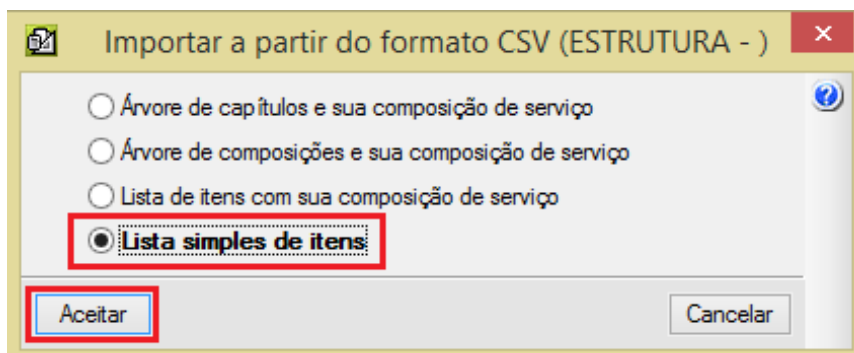 Importar a partir do formato CSV (ESTRUTURA - )
Árvore de capítulos e sua composição de serviço
Árvore de composições e sua composição de serviço
Lista de itens com sua composição de serviço
Lista simples de itens
Aceitar Cancelar